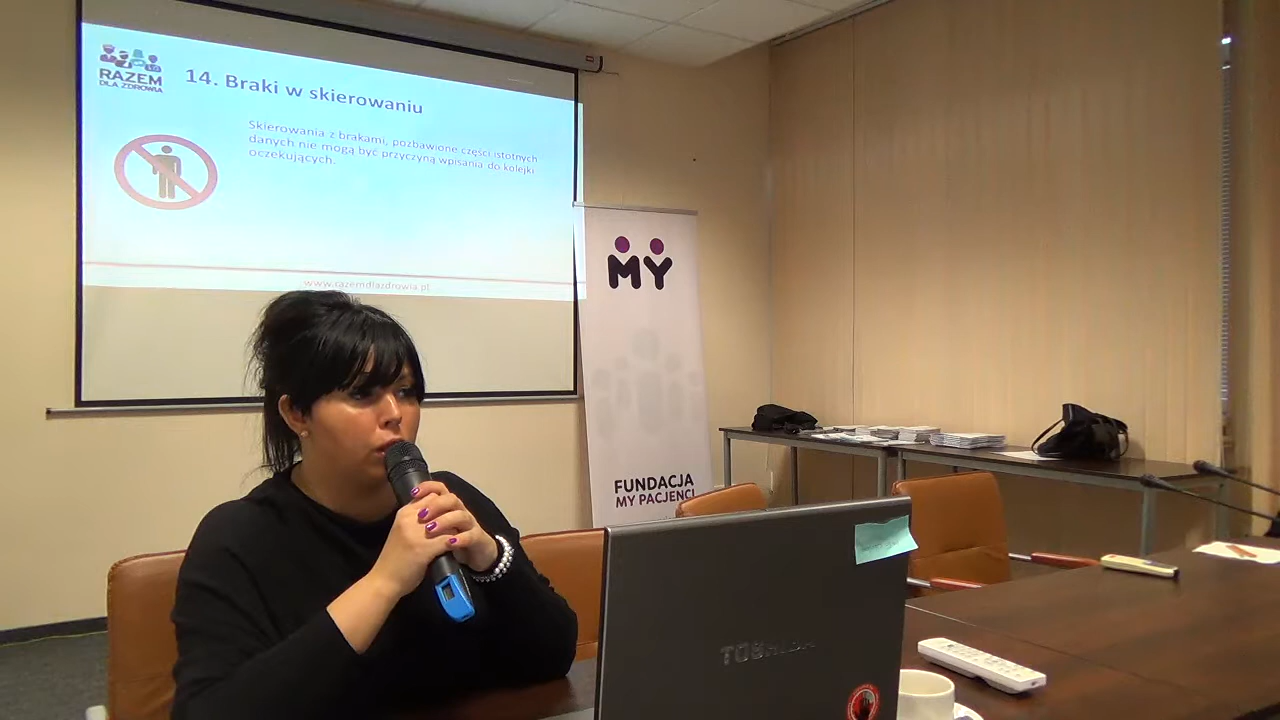 RAZEM
DLA ZDROWIA
14. Braki w skierowaniu
Skierowania z brakami, pozbawione części istotnych
danych nie mogą być przyczyną wpisania do kolejki
oczekujących.
www.razemdlazdrowia.pl
MY
FUNDACJA
MY PACJENCI
TOSHIBA